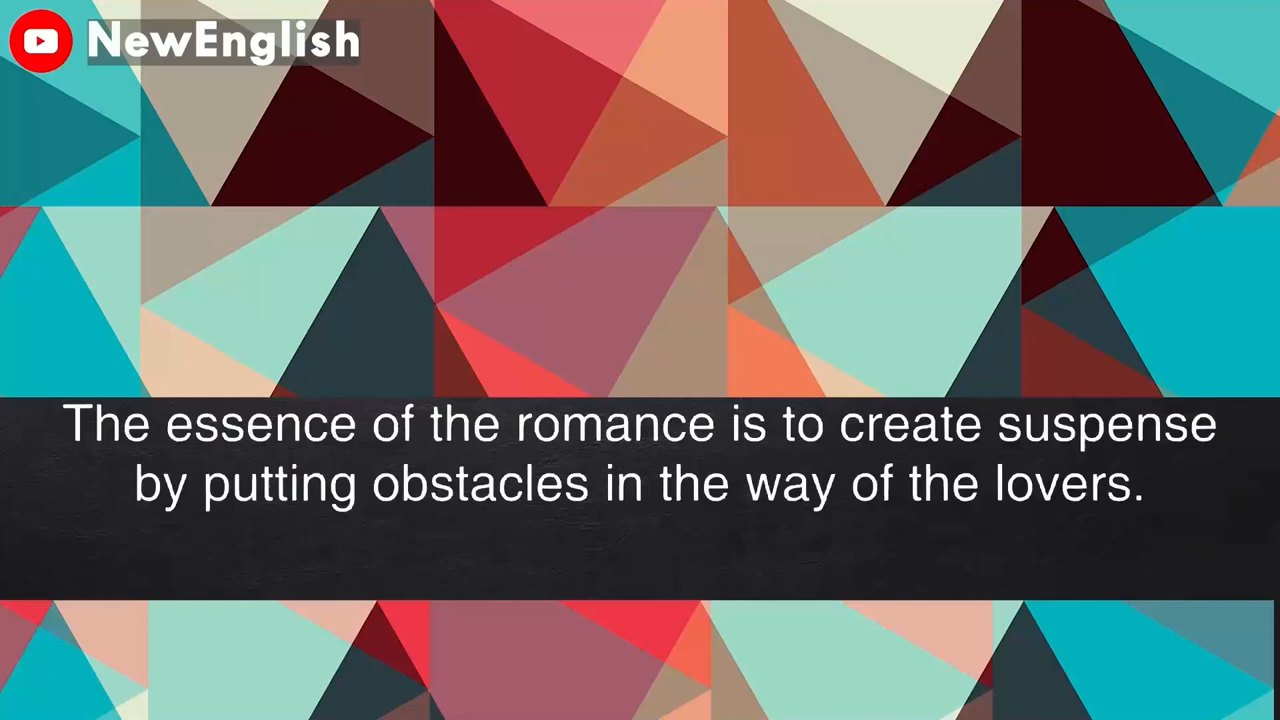 NewEnglish
The essence of the romance is to create suspense
by putting obstacles in the way of the lovers.